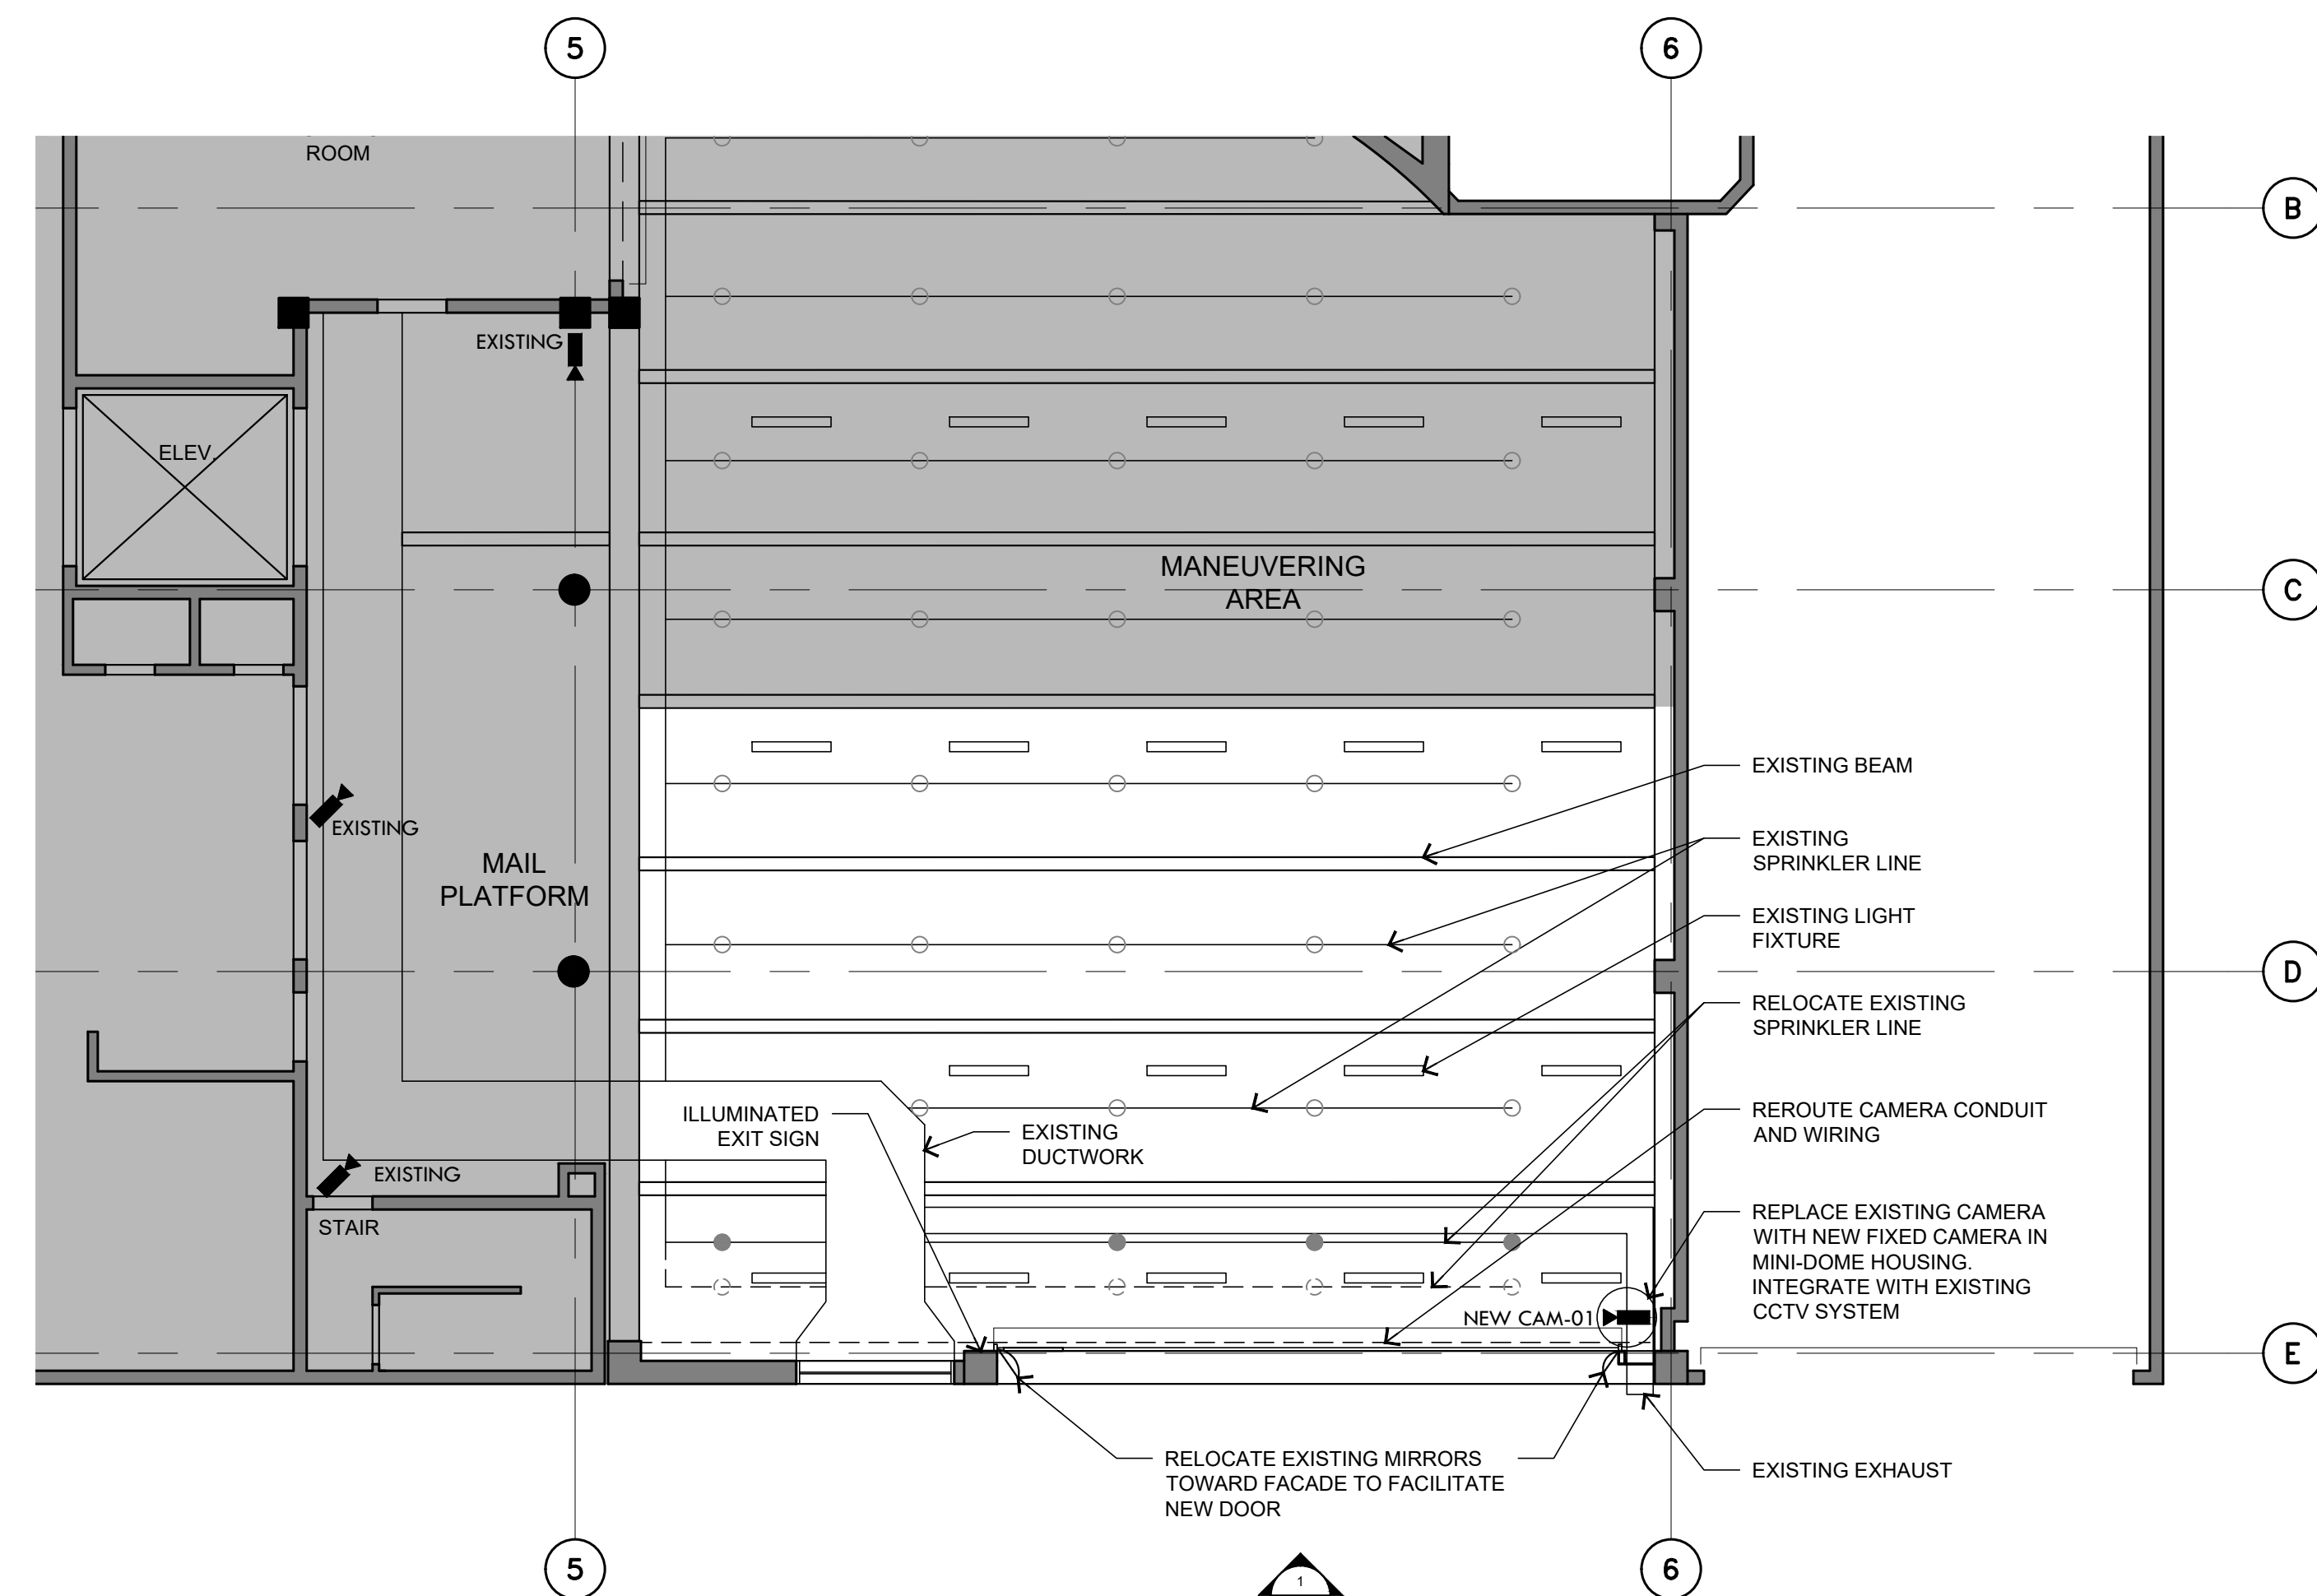 5
6
ROOM
B
EXISTING
ELEV.
MANEUVERING
AREA
C
EXISTING BEAM
EXISTING
MAIL
PLATFORM
EXISTING
SPRINKLER LINE
EXISTING LIGHT
FIXTURE
D
RELOCATE EXISTING
SPRINKLER LINE
ILLUMINATED
EXIT SIGN
EXISTING
DUCTWORK
REROUTE CAMERA CONDUIT
AND WIRING
EXISTING
STAIR
REPLACE EXISTING CAMERA
WITH NEW FIXED CAMERA IN
MINI-DOME HOUSING.
INTEGRATE WITH EXISTING
CCTV SYSTEM
NEW CAM-01
E
RELOCATE EXISTING MIRRORS
TOWARD FACADE TO FACILITATE
NEW DOOR
EXISTING EXHAUST
5
1
6